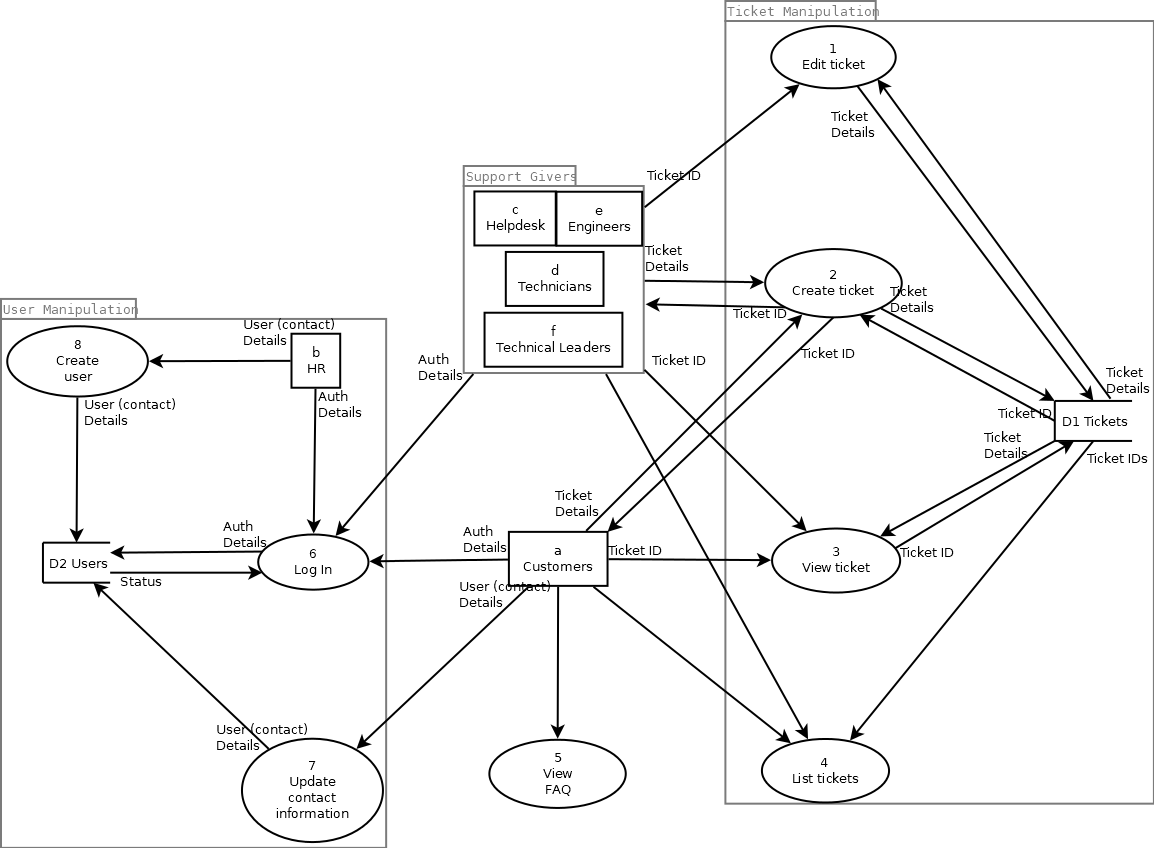 Ticket Manipulation
1
Edit ticket
Ticket
Details
Support Givers
Ticket ID
c
Helpdesk
e
Engineers
d
Technicians
f
Technical Leaders
Ticket
Details
2
Create ticket
Ticket
Details
Ticket ID
Ticket ID
User Manipulation
User (contact)
Details
8
Create
user
b
HR
Auth
Details
Ticket ID
Ticket
Details
User (contact)
Details
Auth
Details
Ticket ID
D1 Tickets
Ticket
Details
Ticket IDs
Ticket
Details
Auth
Details
Auth
Details
D2 Users
Status
6
Log In
a
Customers
Ticket ID
3
View ticket
Ticket ID
User (contact)
Details
User (contact)
Details
7
Update
contact
information
5
View
FAQ
4
List tickets